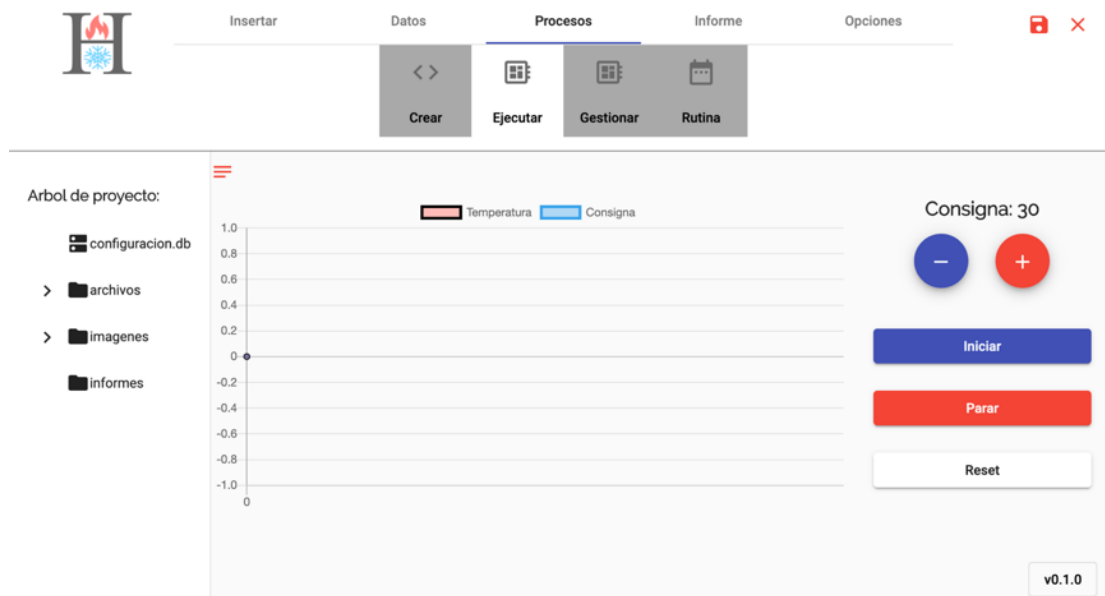 H
Insertar Datos Procesos Informe Opciones
Crear Ejecutar Gestionar Rutina
Arbol de proyecto:
configuracion.db
archivos
imagenes
informes
Temperatura Consigna
1.0
0.8
0.6
0.4
0.2
0
-0.2
-0.4
-0.6
-0.8
-1.0
0
Consigna: 30
− +
Iniciar
Parar
Reset
v0.1.0